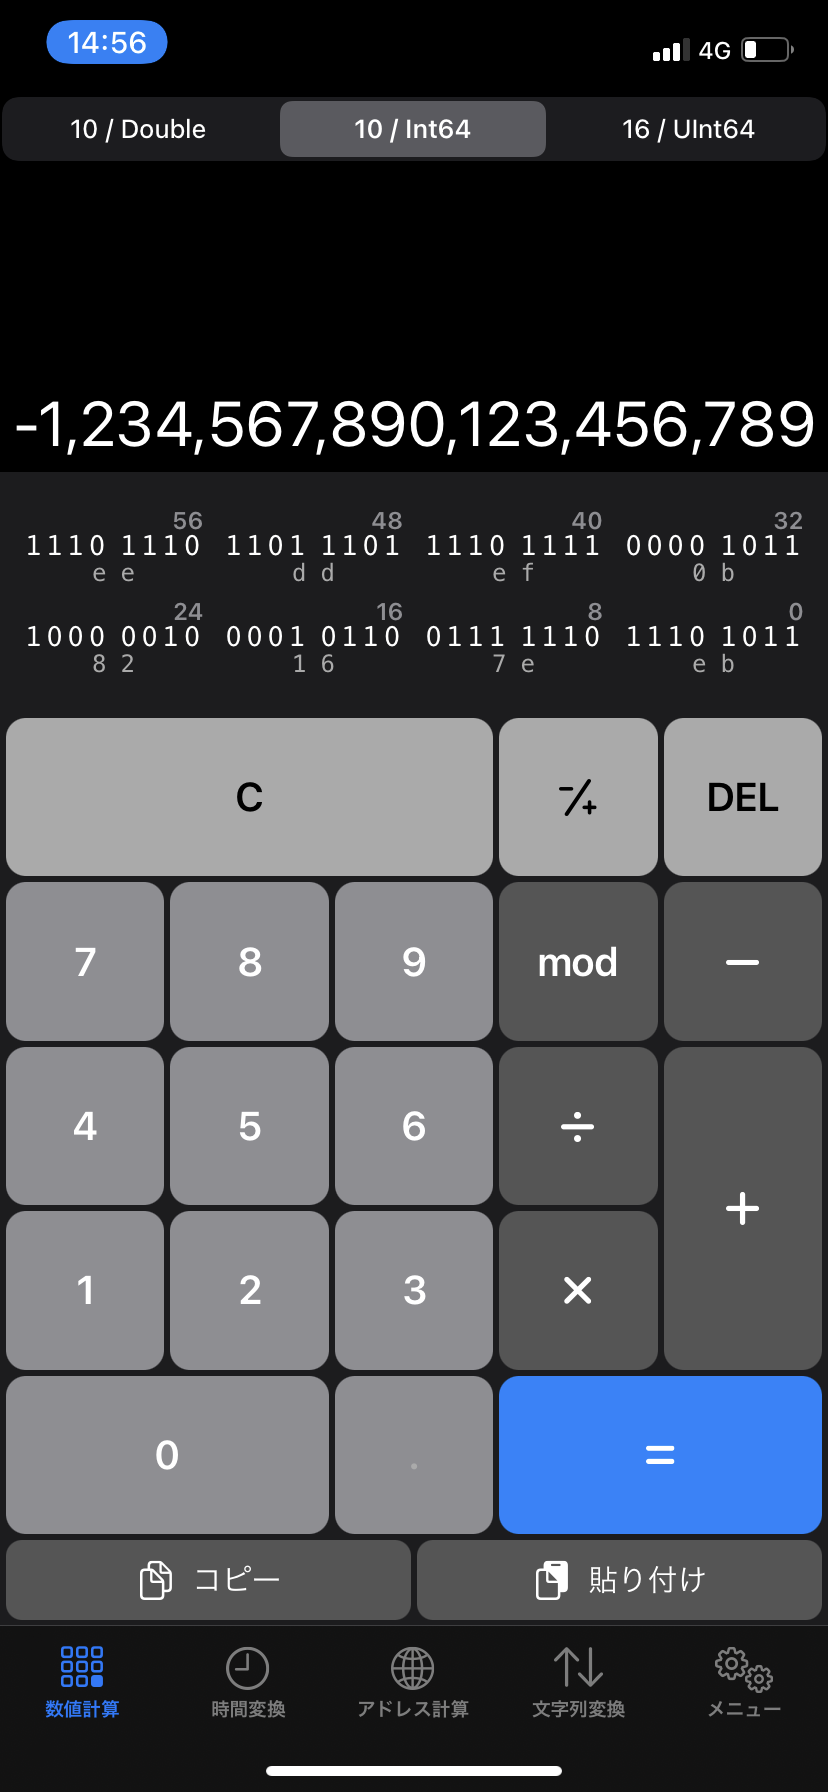 14:56 4G
10 / Double 10 / Int64 16 / UInt64
-1,234,567,890,123,456,789
56 48 40 32
1110 1110 1101 1101 1110 1111 0000 1011
e e d d e f 0 b
24 16 8 0
1000 0010 0001 0110 0111 1110 1110 1011
8 2 1 6 7 e e b
C -/+ DEL
7 8 9 mod −
4 5 6 ÷
+
1 2 3 ×
0 . =
コピー 貼り付け
数値計算 時間変換 アドレス計算 文字列変換 メニュー